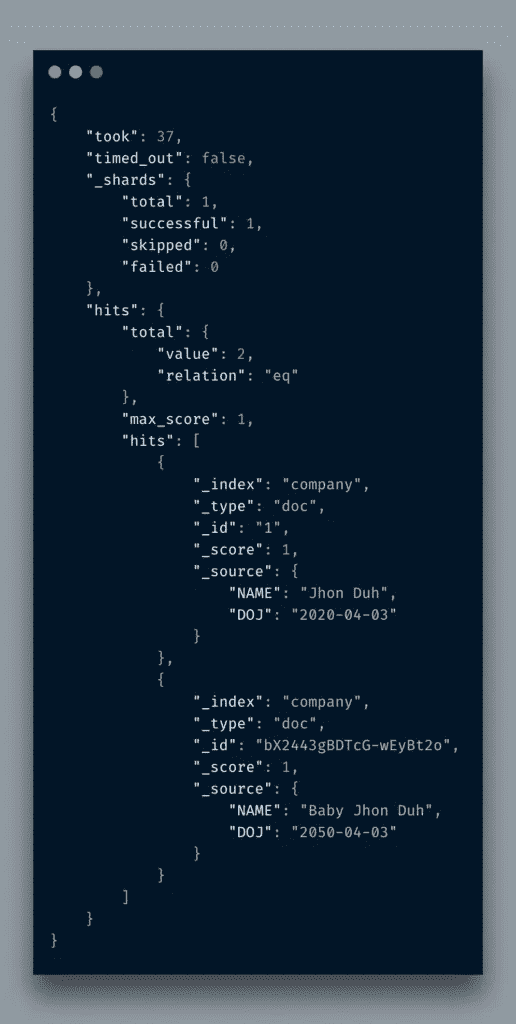 {
    "took": 37,
    "timed_out": false,
    "_shards": {
        "total": 1,
        "successful": 1,
        "skipped": 0,
        "failed": 0
    },
    "hits": {
        "total": {
            "value": 2,
            "relation": "eq"
        },
        "max_score": 1,
        "hits": [
            {
                "_index": "company",
                "_type": "doc",
                "_id": "1",
                "_score": 1,
                "_source": {
                    "NAME": "Jhon Duh",
                    "DOJ": "2020-04-03"
                }
            },
            {
                "_index": "company",
                "_type": "doc",
                "_id": "bX2443gBDTcG-wEyBt2o",
                "_score": 1,
                "_source": {
                    "NAME": "Baby Jhon Duh",
                    "DOJ": "2050-04-03"
                }
            }
        ]
    }
}